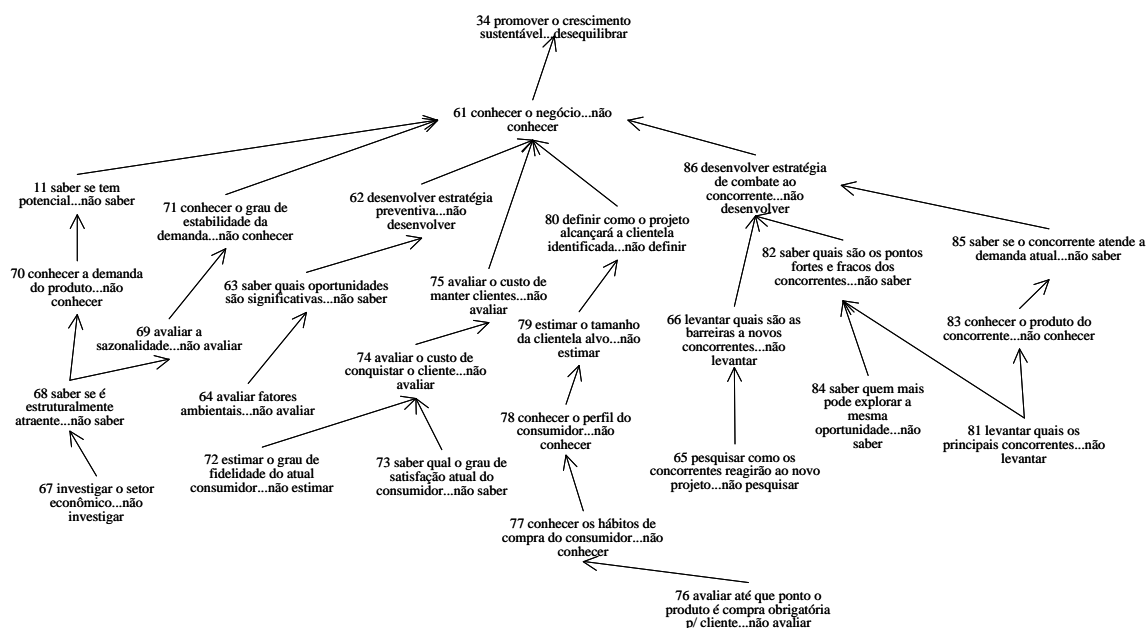 34 promover o crescimento
sustentável...desequilibrar
61 conhecer o negócio...não
conhecer
11 saber se tem
potencial...não saber
71 conhecer o grau de
estabilidade da
demanda...não conhecer
62 desenvolver estratégia
preventiva...não
desenvolver
80 definir como o projeto
alcançará a clientela
identificada...não definir
86 desenvolver estratégia
de combate ao
concorrente...não
desenvolver
70 conhecer a demanda
do produto...não
conhecer
63 saber quais oportunidades
são significativas...não saber
75 avaliar o custo de
manter clientes...não
avaliar
82 saber quais são os pontos
fortes e fracos dos
concorrentes...não saber
85 saber se o concorrente atende a
demanda atual...não saber
69 avaliar a
sazonalidade...não avaliar
79 estimar o tamanho
da clientela alvo...não
estimar
66 levantar quais são as
barreiras a novos
concorrentes...não
levantar
83 conhecer o produto do
concorrente...não conhecer
68 saber se é
estruturalmente
atraente...não saber
64 avaliar fatores
ambientais...não avaliar
74 avaliar o custo de
conquistar o cliente...não
avaliar
78 conhecer o perfil do
consumidor...não
conhecer
84 saber quem mais
pode explorar a
mesma
oportunidade...não
saber
81 levantar quais os
principais concorrentes...não
levantar
67 investigar o setor
econômico...não
investigar
72 estimar o grau de
fidelidade do atual
consumidor...não estimar
73 saber qual o grau de
satisfação atual do
consumidor...não saber
65 pesquisar como os
concorrentes reagirão ao novo
projeto...não pesquisar
77 conhecer os hábitos de
compra do consumidor...não
conhecer
76 avaliar até que ponto o
produto é compra obrigatória
p/ cliente...não avaliar